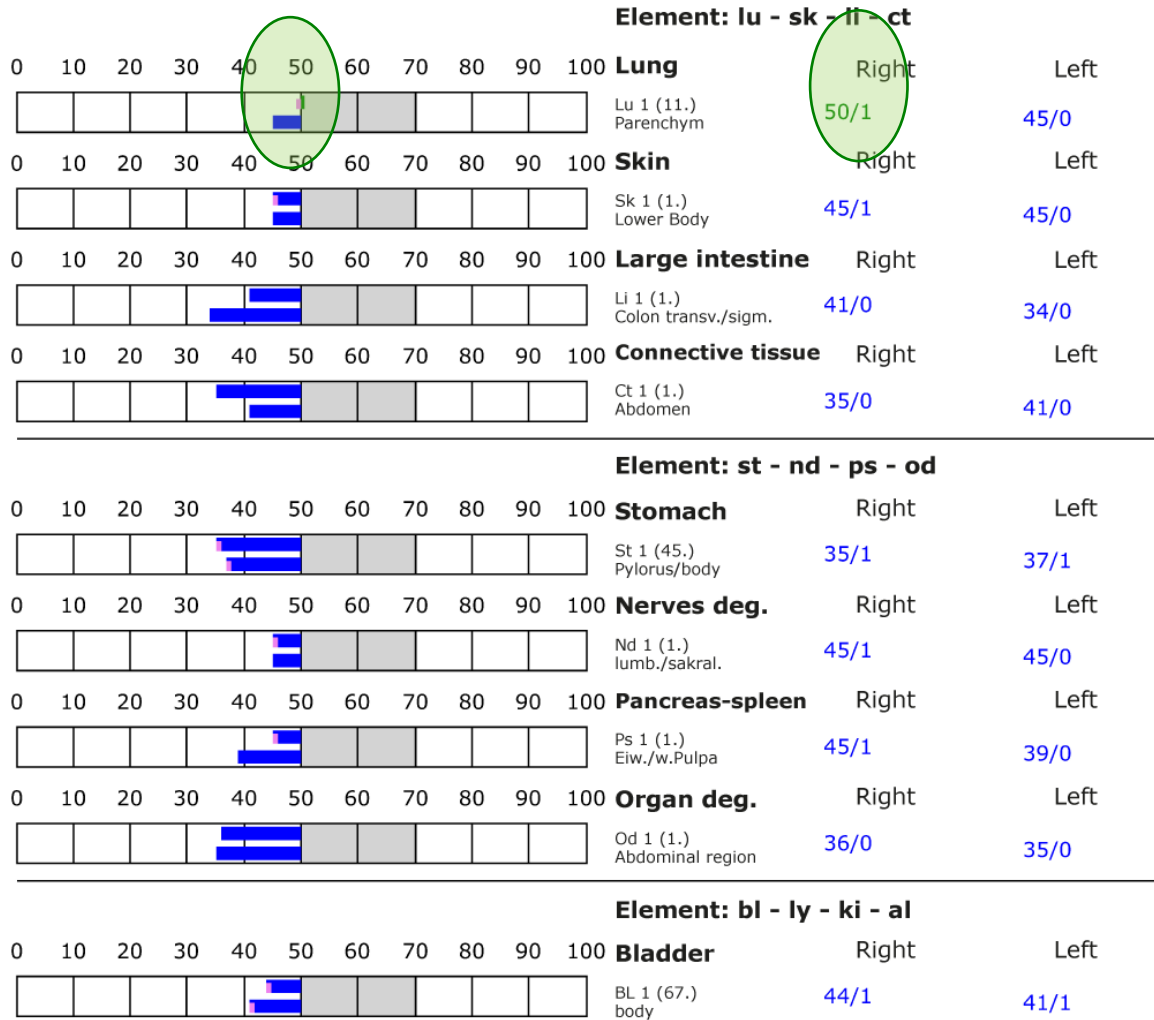 Element: lu - sk - li - ct
0 10 20 30 40 50 60 70 80 90 100 Lung Right Left
Lu 1 (11.) 50/1 45/0
Parenchym
0 10 20 30 40 50 60 70 80 90 100 Skin Right Left
Sk 1 (1.) 45/1 45/0
Lower Body
0 10 20 30 40 50 60 70 80 90 100 Large intestine Right Left
Li 1 (1.) 41/0 34/0
Colon transv./sigm.
0 10 20 30 40 50 60 70 80 90 100 Connective tissue Right Left
Ct 1 (1.) 35/0 41/0
Abdomen
Element: st - nd - ps - od
0 10 20 30 40 50 60 70 80 90 100 Stomach Right Left
St 1 (45.) 35/1 37/1
Pylorus/body
0 10 20 30 40 50 60 70 80 90 100 Nerves deg. Right Left
Nd 1 (1.) 45/1 45/0
lumb./sakral.
0 10 20 30 40 50 60 70 80 90 100 Pancreas-spleen Right Left
Ps 1 (1.) 45/1 39/0
Eiw./w.Pulpa
0 10 20 30 40 50 60 70 80 90 100 Organ deg. Right Left
Od 1 (1.) 36/0 35/0
Abdominal region
Element: bl - ly - ki - al
0 10 20 30 40 50 60 70 80 90 100 Bladder Right Left
BL 1 (67.) 44/1 41/1
body